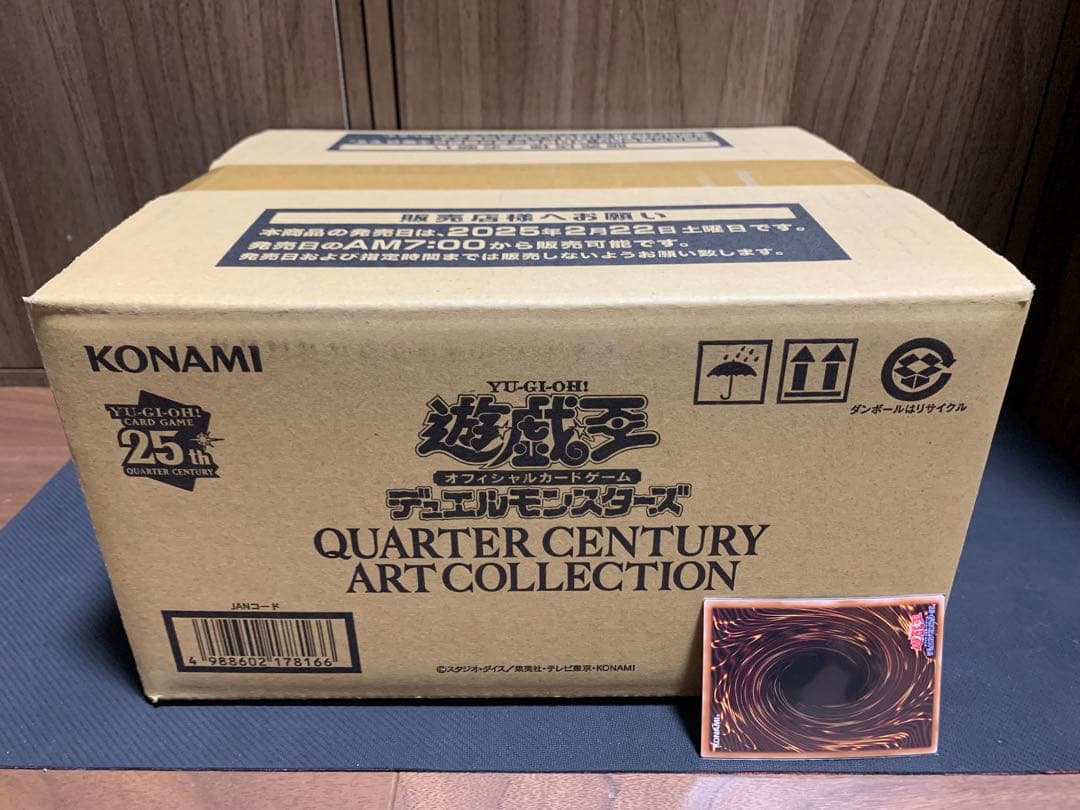 販売店様へお願い
本商品の発売日は、2025年2月22日土曜日です。
発売日のAM7:00から販売可能です。
発売日および指定時間までは販売しないようお願い致します。
KONAMI
YU-GI-OH!
CARD GAME
25th
QUARTER CENTURY
ダンボールはリサイクル
YU-GI-OH!
遊戯王
オフィシャルカードゲーム
デュエルモンスターズ
QUARTER CENTURY
ART COLLECTION
JANコード
4 988602 178166
©スタジオ・ダイス/集英社・テレビ東京・KONAMI
KONAMI